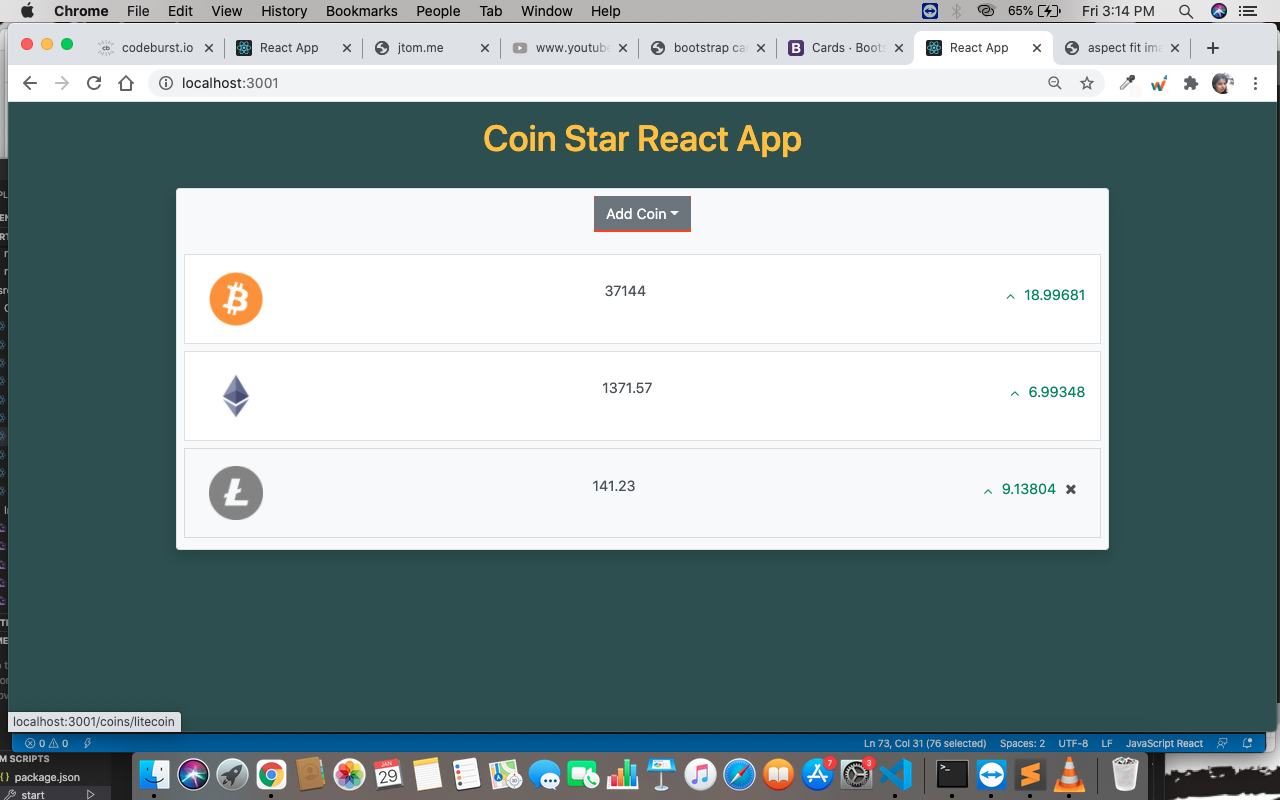 Chrome File Edit View History Bookmarks People Tab Window Help 65% Fri 3:14 PM
codeburst.io React App jtom.me www.youtube bootstrap ca Cards · Boots React App aspect fit ima
localhost:3001
Coin Star React App
Add Coin
37144 18.99681
1371.57 6.99348
141.23 9.13804
localhost:3001/coins/litecoin
0 0 Ln 73, Col 31 (76 selected) Spaces: 2 UTF-8 LF JavaScript React
M SCRIPTS
package.json
start
JAN
29
7
3